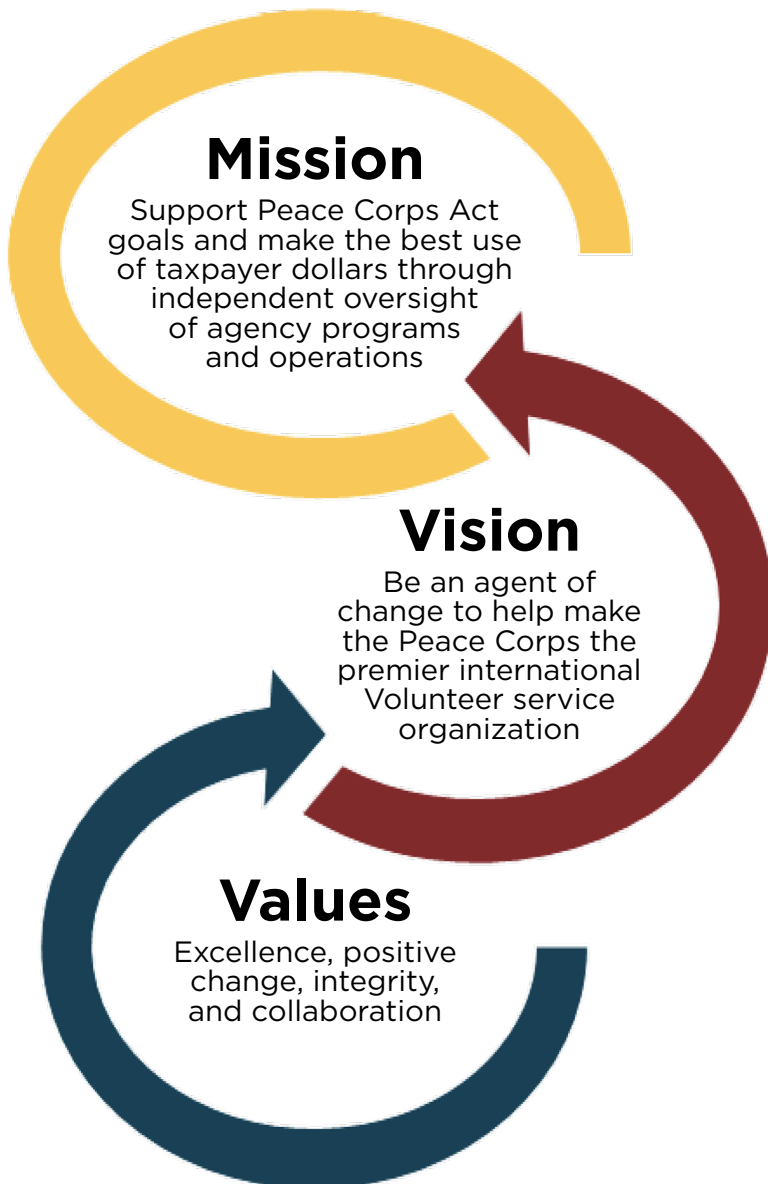 Mission
Support Peace Corps Act
goals and make the best use
of taxpayer dollars through
independent oversight
of agency programs
and operations
Vision
Be an agent of
change to help make
the Peace Corps the
premier international
Volunteer service
organization
Values
Excellence, positive
change, integrity,
and collaboration